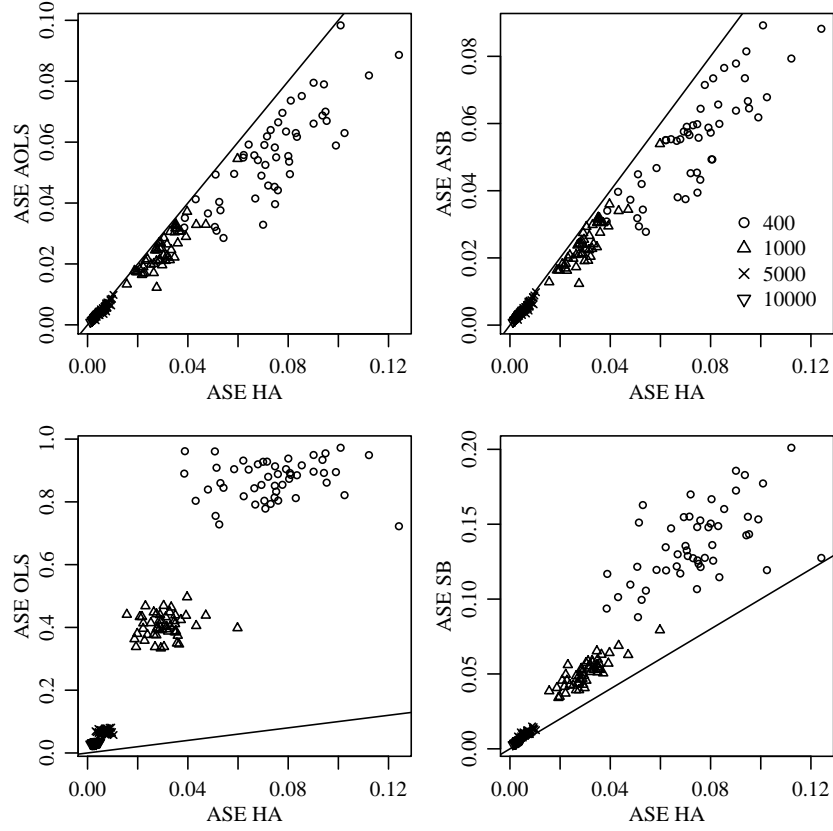 0.00 0.02 0.04 0.06 0.08 0.10
ASE AOLS
0.00 0.04 0.08 0.12
ASE HA
0.00 0.02 0.04 0.06 0.08
ASE ASB
400
1000
5000
10000
0.00 0.04 0.08 0.12
ASE HA
0.0 0.2 0.4 0.6 0.8 1.0
ASE OLS
0.00 0.04 0.08 0.12
ASE HA
0.00 0.05 0.10 0.15 0.20
ASE SB
0.00 0.04 0.08 0.12
ASE HA